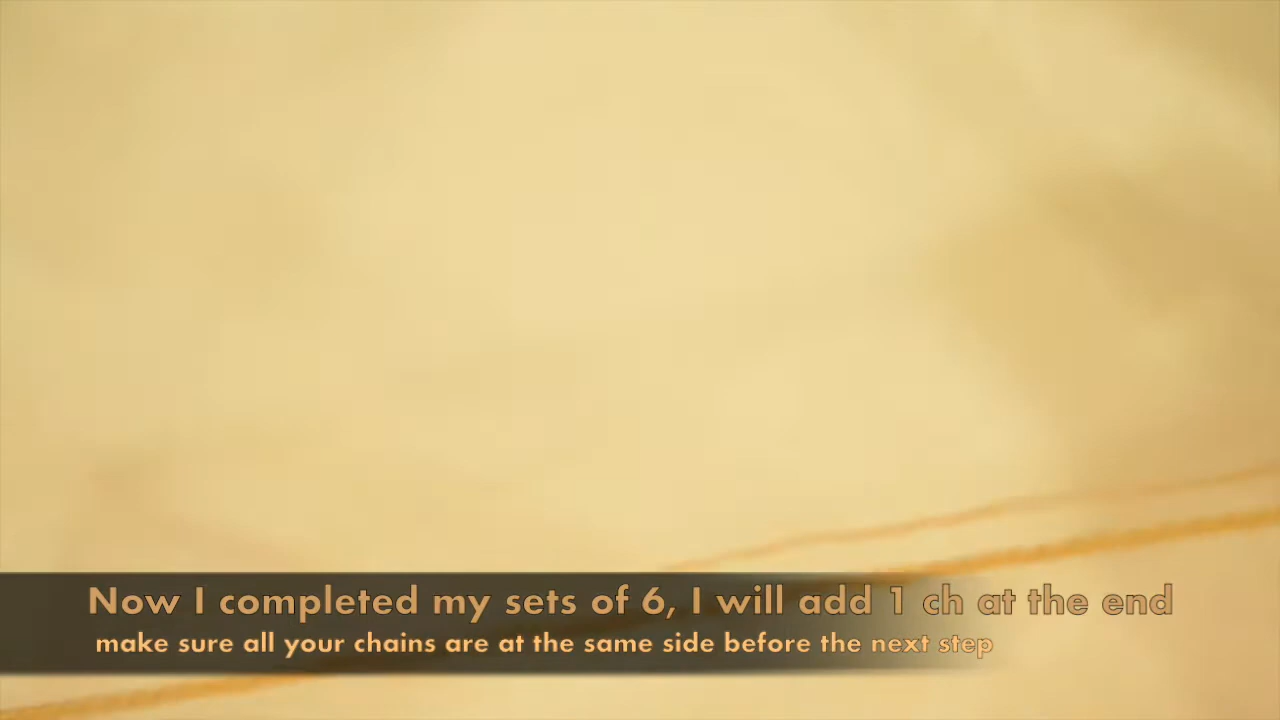 Now I completed my sets of 6, I will add 1 ch at the end
make sure all your chains are at the same side before the next step